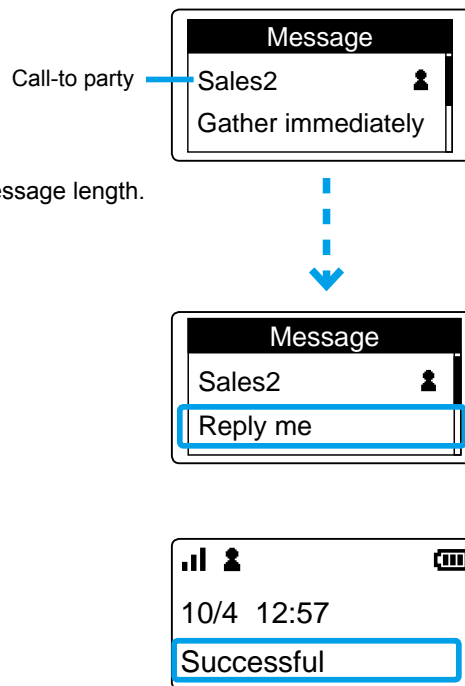 Message
Call-to party
Sales2
Gather immediately
essage length.
Message
Sales2
Reply me
10/4 12:57
Successful